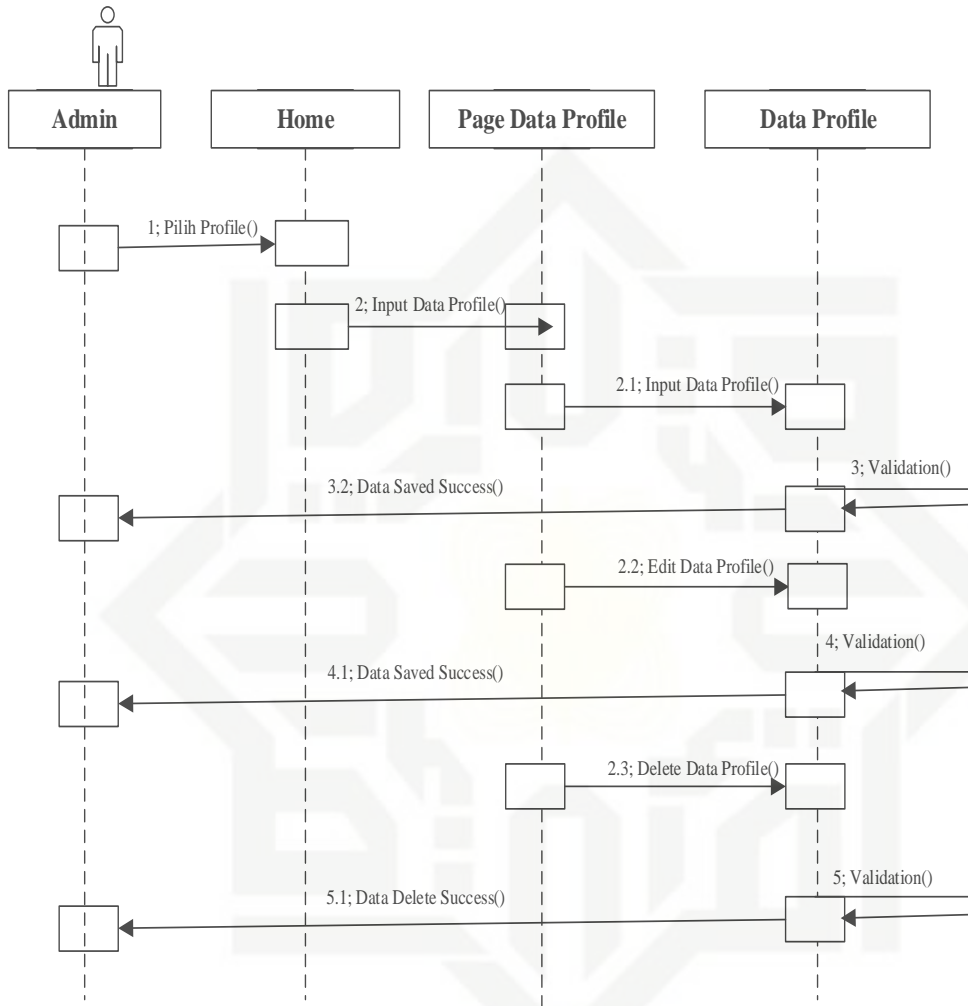 Admin
Home
Page Data Profile
Data Profile
1; Pilih Profile()
2; Input Data Profile()
2.1; Input Data Profile()
3; Validation()
3.2; Data Saved Success()
2.2; Edit Data Profile()
4; Validation()
4.1; Data Saved Success()
2.3; Delete Data Profile()
5; Validation()
5.1; Data Delete Success()